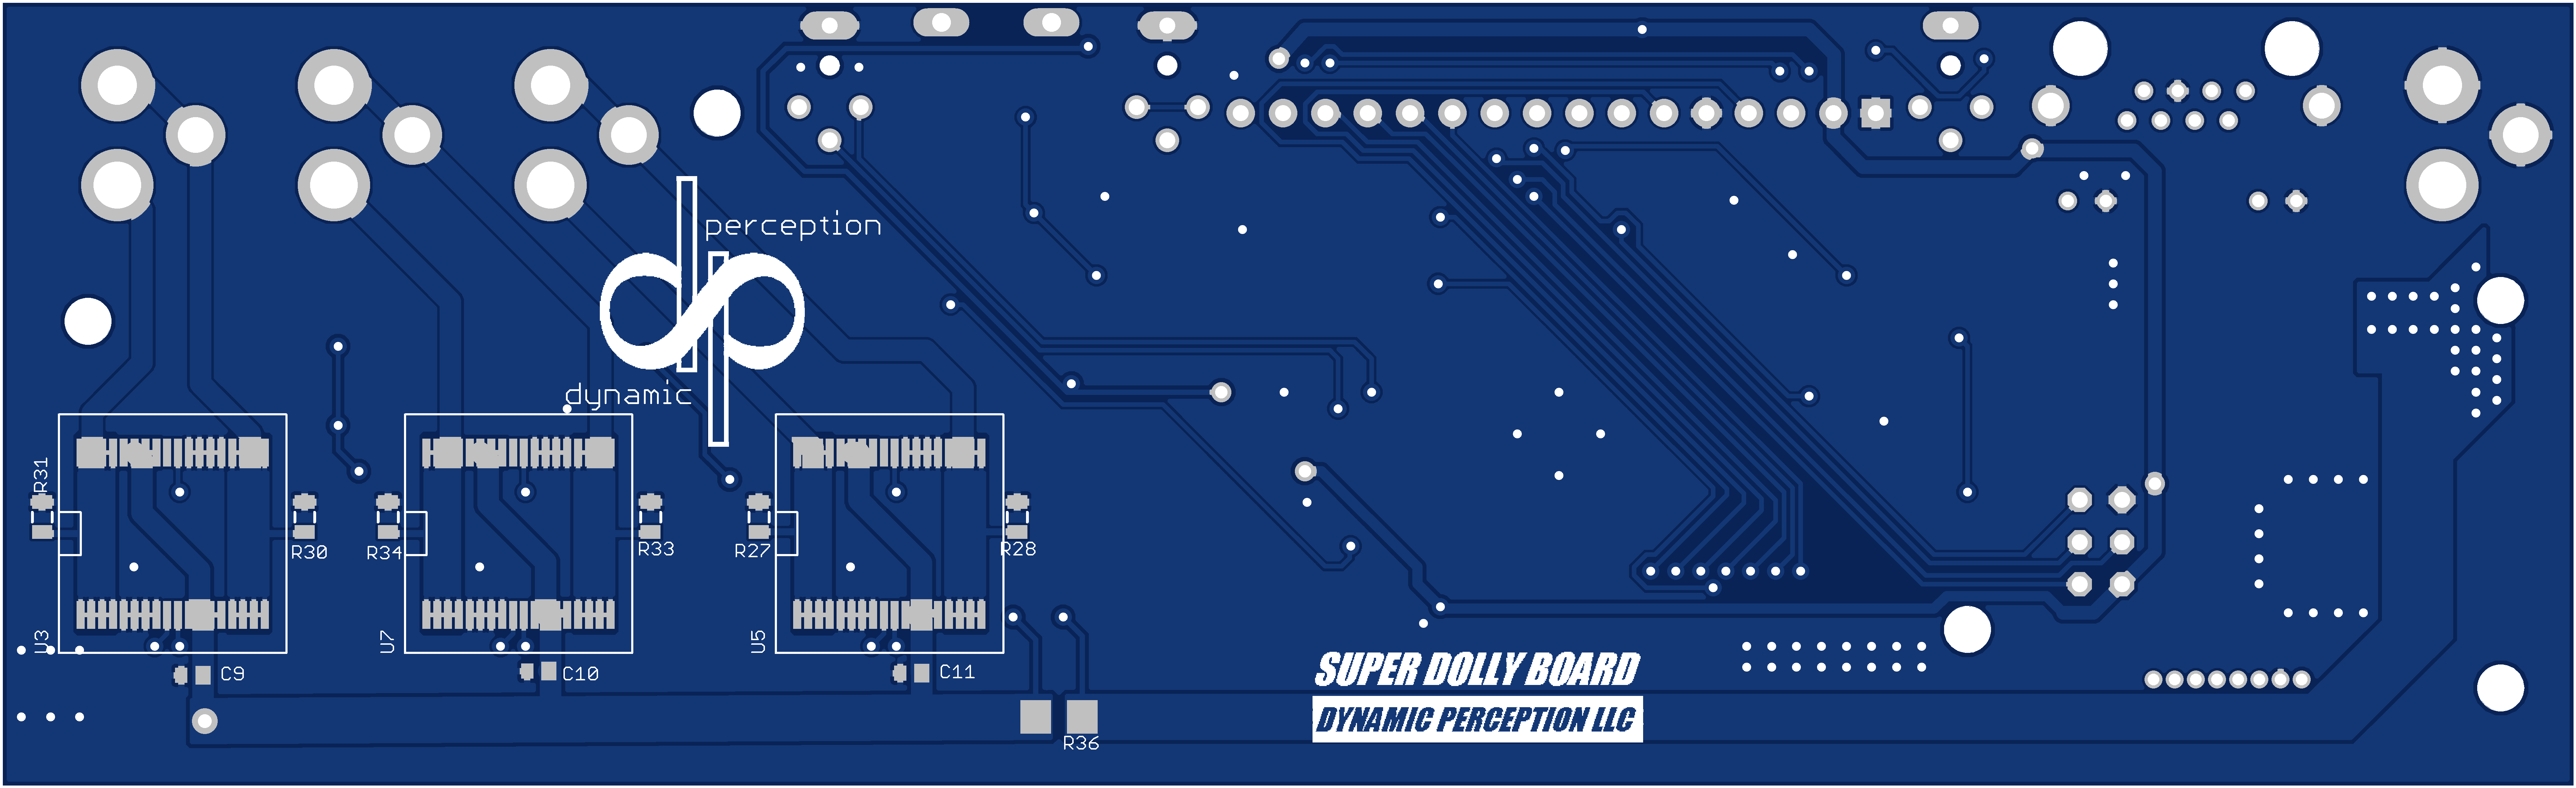 perception
dynamic
R31
R30
R34
R33
R27
R28
U3
U7
U5
C9
C10
C11
R36
SUPER DOLLY BOARD
DYNAMIC PERCEPTION LLC